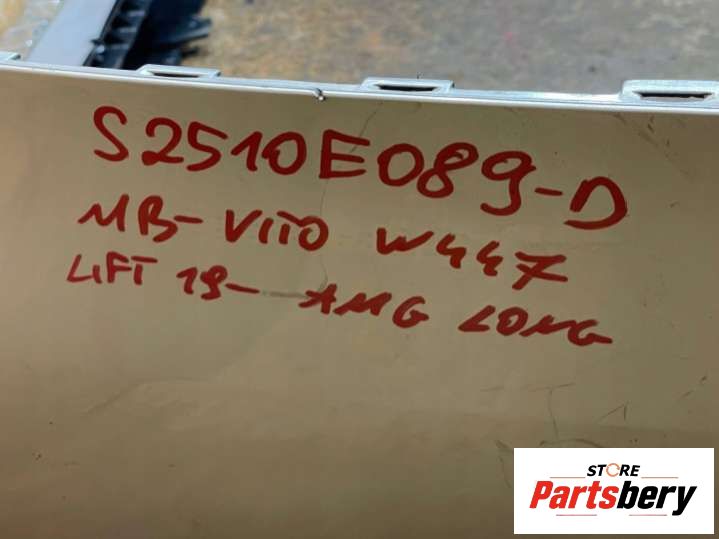 S2510E089-D
MB-VITO W447
LIFT 19- AMG LONG
STORE
Partsbery